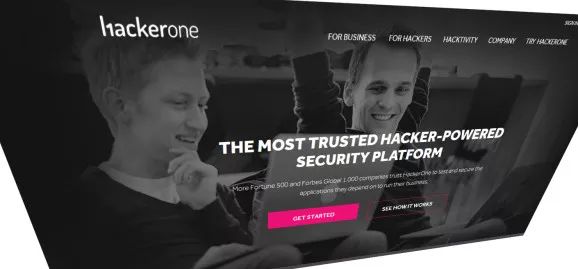 hackerone
SIGN IN
FOR BUSINESS FOR HACKERS HACKTIVITY COMPANY TRY HACKERONE
THE MOST TRUSTED HACKER-POWERED
SECURITY PLATFORM
More Fortune 500 and Forbes Global 1,000 companies trust HackerOne to test and secure the
applications they depend on to run their business.
GET STARTED
SEE HOW IT WORKS